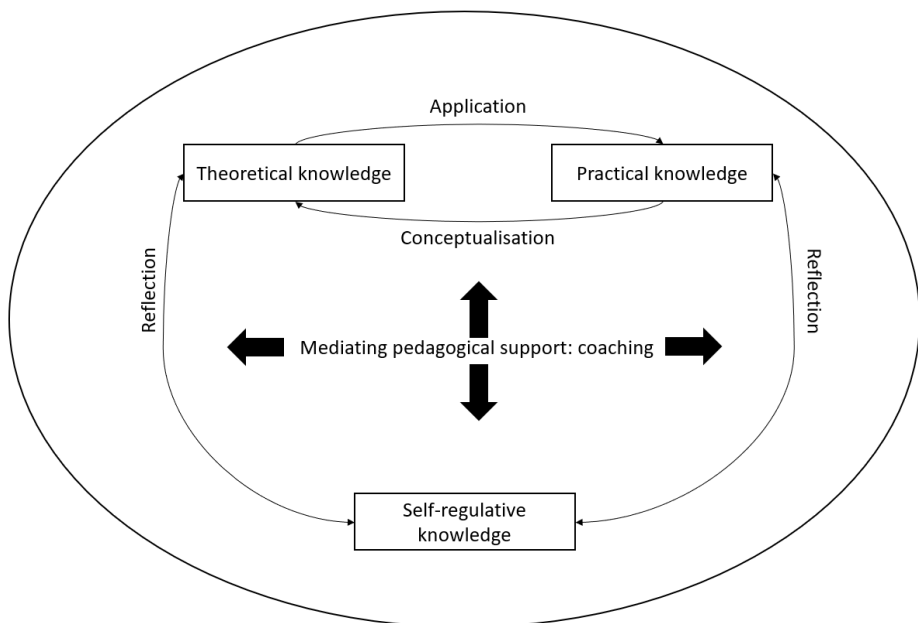 Application
Theoretical knowledge
Practical knowledge
Conceptualisation
Reflection
Reflection
Mediating pedagogical support: coaching
Self-regulative
knowledge